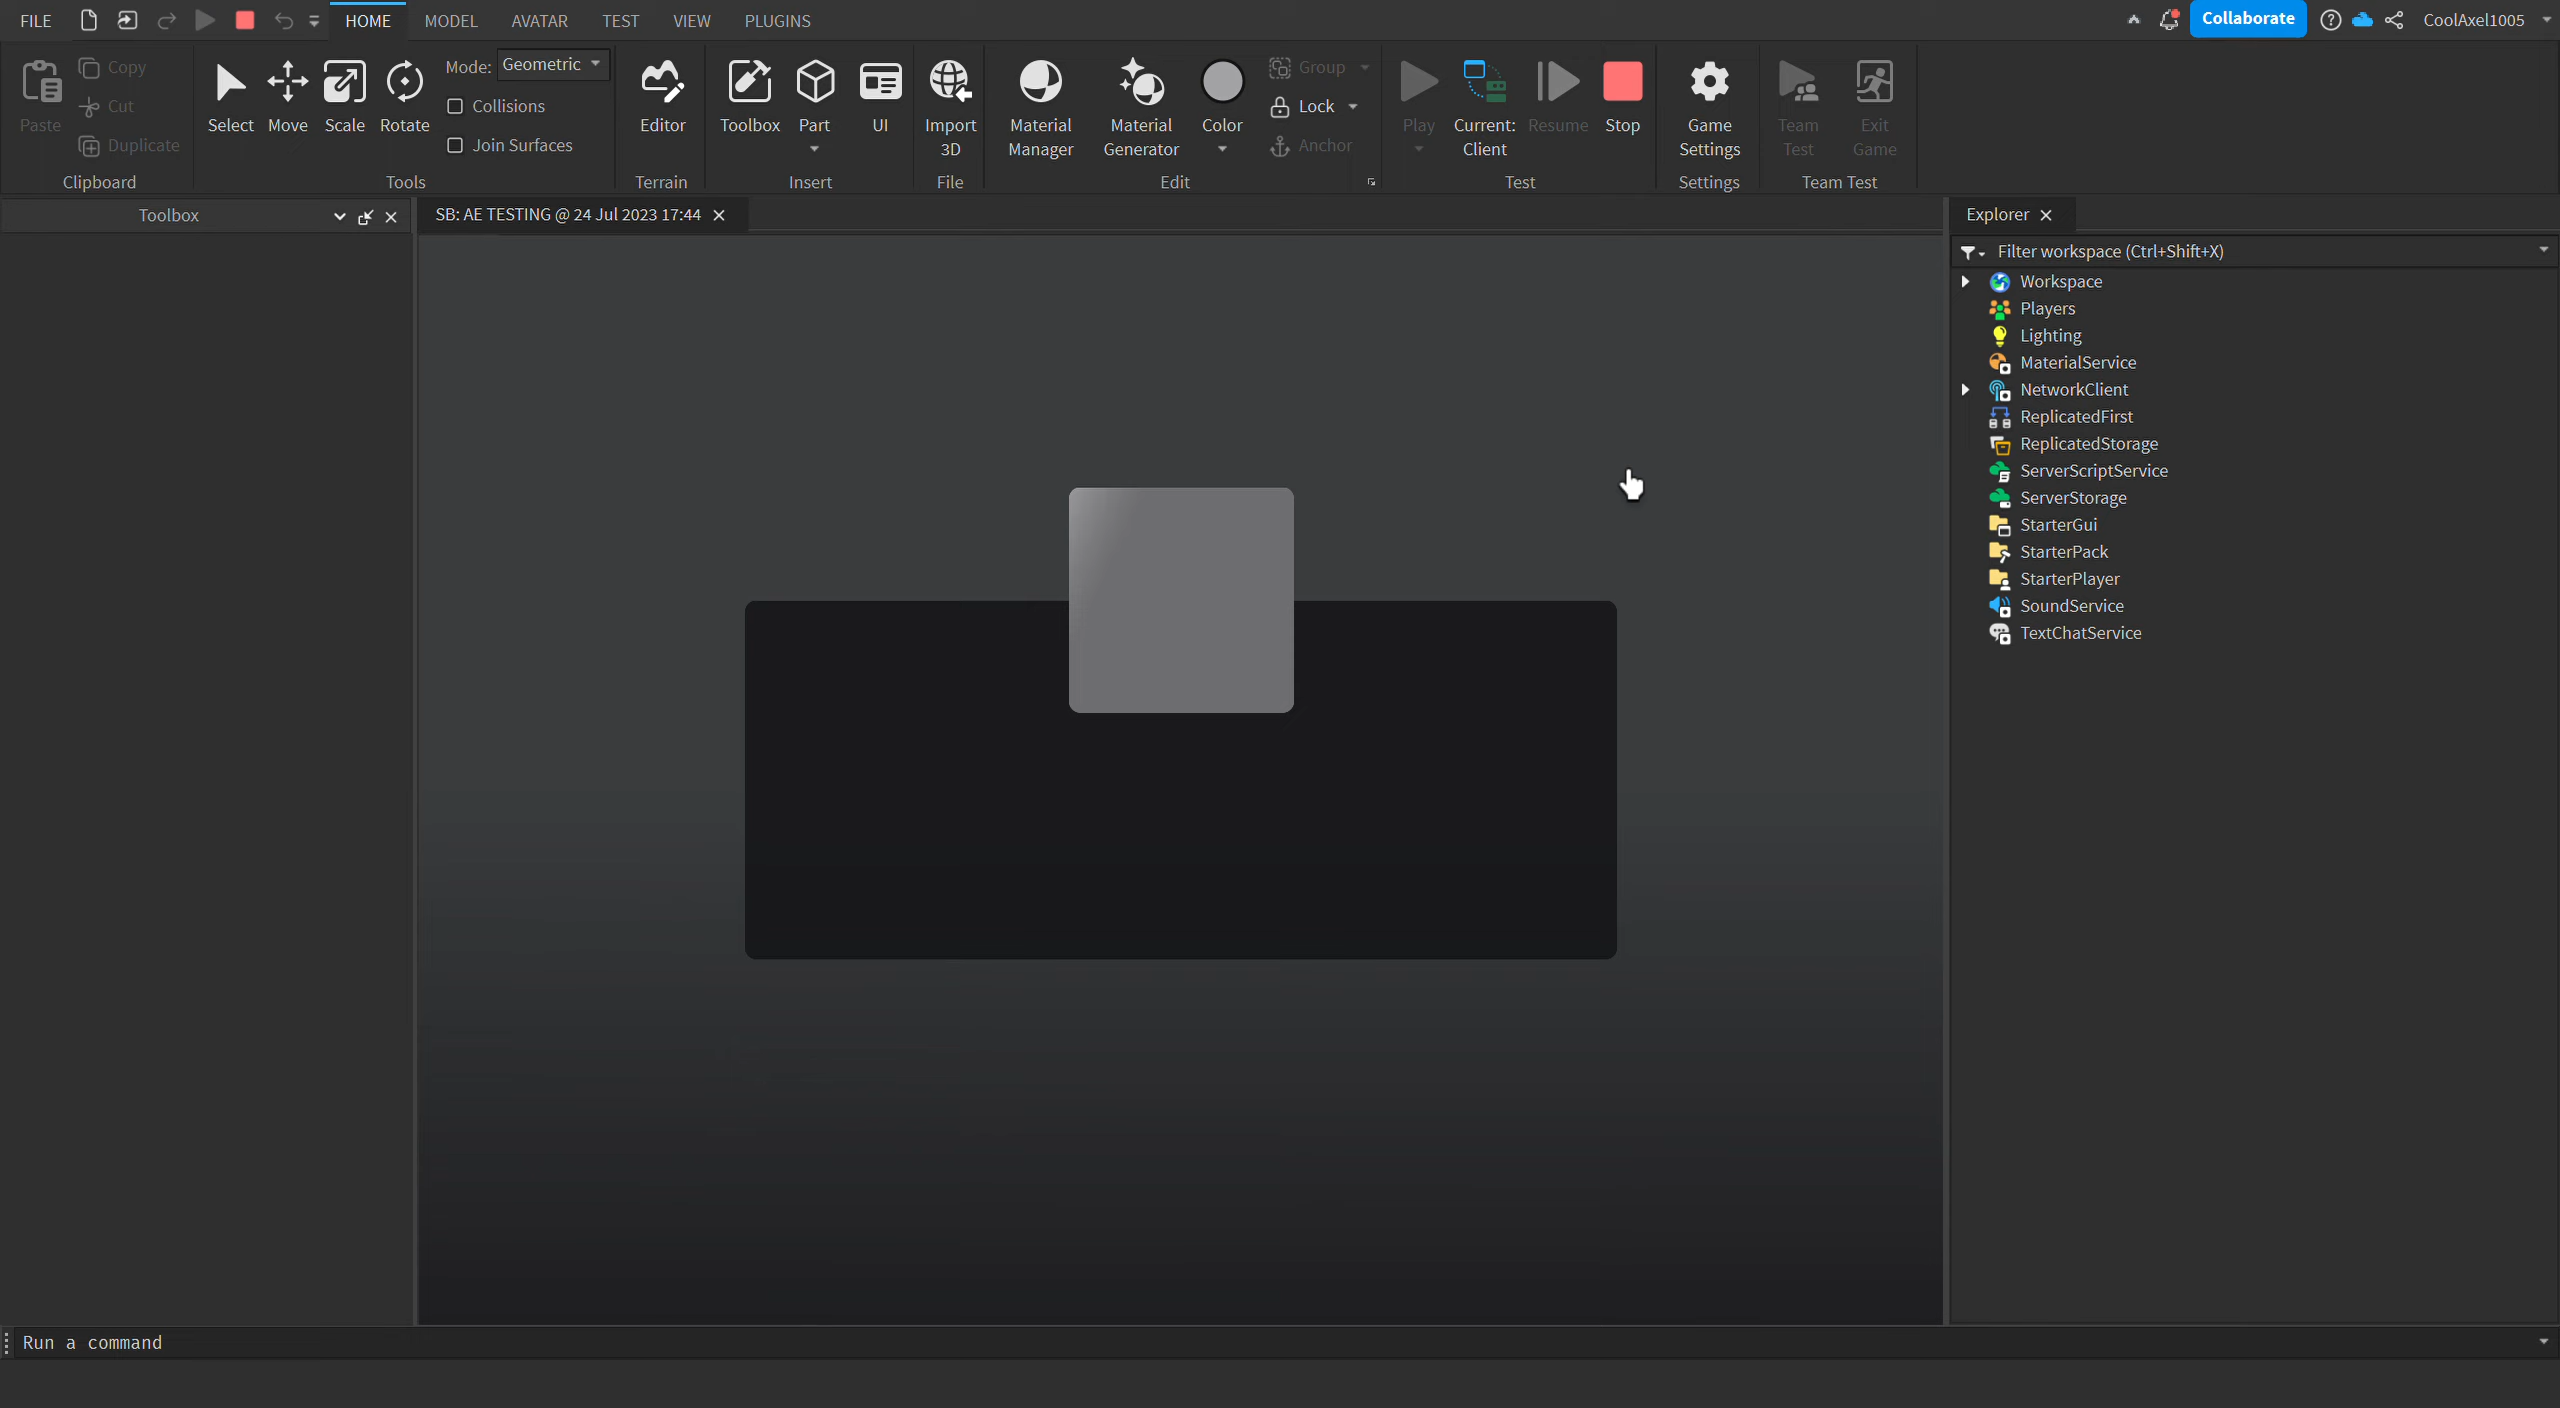 FILE
HOME
MODEL
AVATAR
TEST
VIEW
PLUGINS
Collaborate
CoolAxel1005
Paste
Copy
Cut
Duplicate
Clipboard
Select
Move
Scale
Rotate
Mode: Geometric
Collisions
Join Surfaces
Tools
Editor
Terrain
Toolbox
Part
UI
Insert
Import
3D
File
Material
Manager
Material
Generator
Color
Group
Lock
Anchor
Edit
Play
Current:
Client
Resume
Stop
Test
Game
Settings
Settings
Team
Test
Exit
Game
Team Test
Toolbox
SB: AE TESTING @ 24 Jul 2023 17:44
Explorer
Filter workspace (Ctrl+Shift+X)
Workspace
Players
Lighting
MaterialService
NetworkClient
ReplicatedFirst
ReplicatedStorage
ServerScriptService
ServerStorage
StarterGui
StarterPack
StarterPlayer
SoundService
TextChatService
Run a command